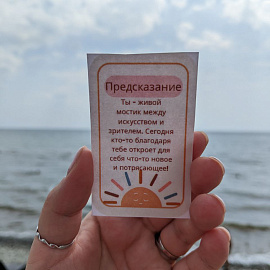 Предсказание
Ты - живой
мостик между
искусством и
зрителем. Сегодня
кто-то благодаря
тебе откроет для
себя что-то новое
и потрясающее!